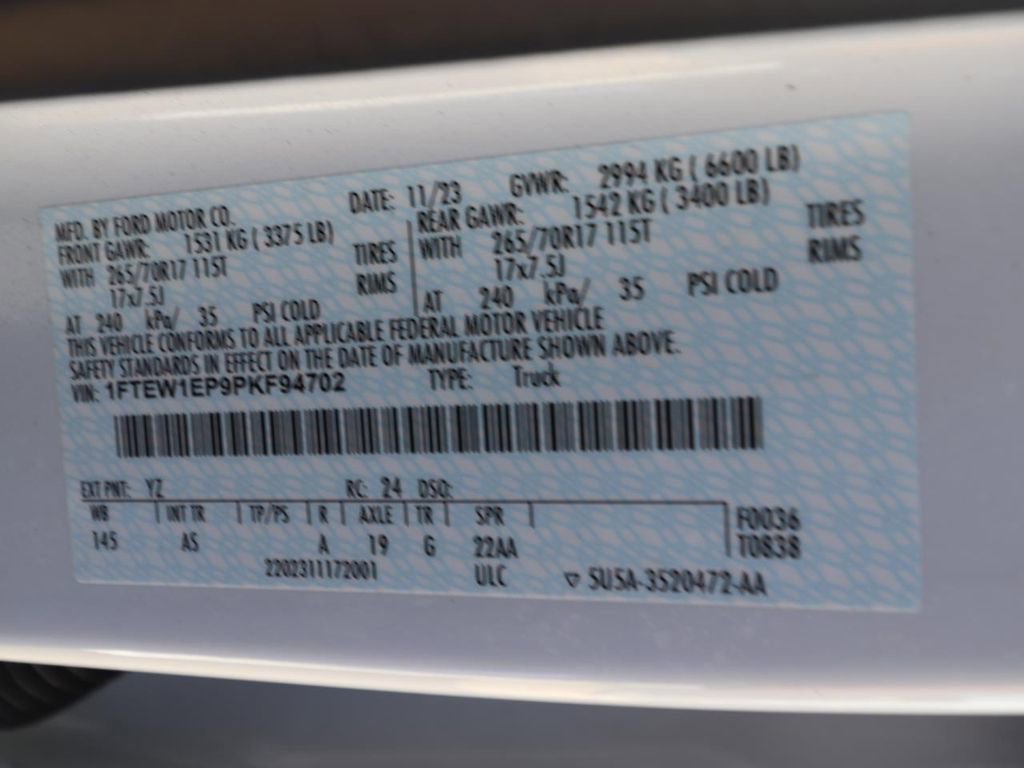 MFD. BY FORD MOTOR CO. DATE: 11/23 GVWR: 2994 KG ( 6600 LB)
FRONT GAWR: 1531 KG ( 3375 LB) REAR GAWR: 1542 KG ( 3400 LB)
WITH 265/70R17 115T TIRES WITH 265/70R17 115T TIRES
17x7.5J RIMS 17x7.5J RIMS
AT 240 kPa/ 35 PSI COLD AT 240 kPa/ 35 PSI COLD
THIS VEHICLE CONFORMS TO ALL APPLICABLE FEDERAL MOTOR VEHICLE
SAFETY STANDARDS IN EFFECT ON THE DATE OF MANUFACTURE SHOWN ABOVE.
VIN: 1FTEW1EP9PKF94702 TYPE: Truck
EXT PNT: YZ RC: 24 DSO:
WB INT TR TP/PS R AXLE TR SPR F0036
145 AS A 19 G 22AA T0838
2202311172001 ULC ▽ 5U5A-3520472-AA